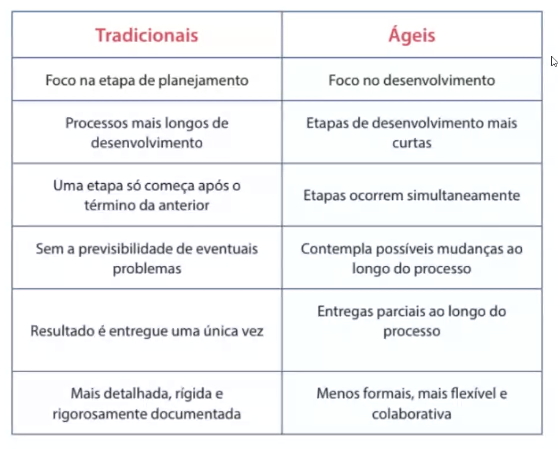 Tradicionais
Ágeis
Foco na etapa de planejamento
Foco no desenvolvimento
Processos mais longos de
desenvolvimento
Etapas de desenvolvimento mais
curtas
Uma etapa só começa após o
término da anterior
Etapas ocorrem simultaneamente
Sem a previsibilidade de eventuais
problemas
Contempla possíveis mudanças ao
longo do processo
Resultado é entregue uma única vez
Entregas parciais ao longo do
processo
Mais detalhada, rígida e
rigorosamente documentada
Menos formais, mais flexível e
colaborativa